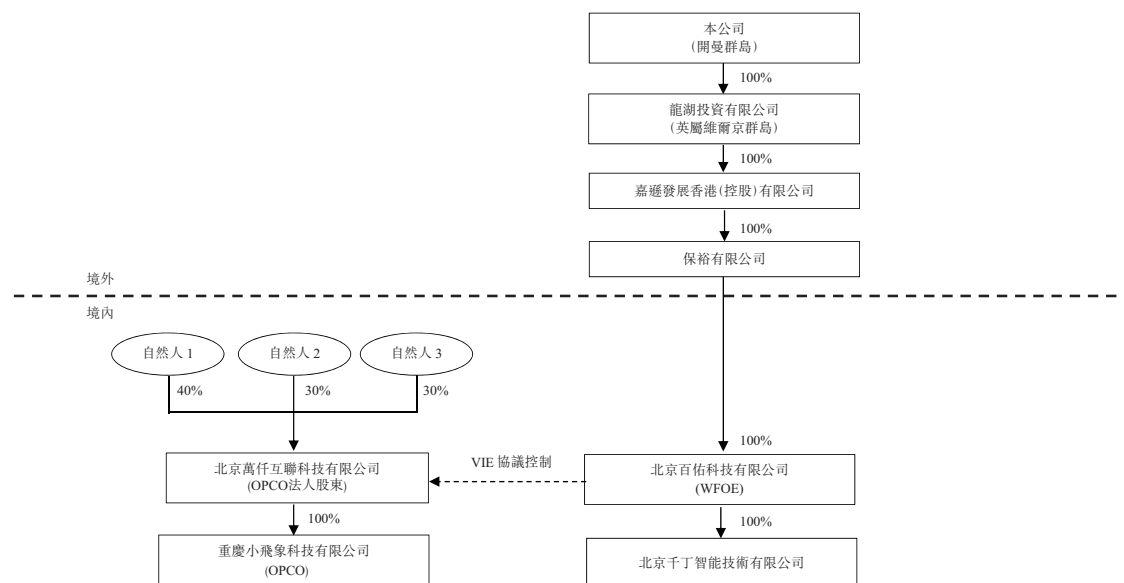 本公司
(開曼群島)
100%
龍湖投資有限公司
(英屬維爾京群島)
100%
嘉遜發展香港(控股)有限公司
100%
保裕有限公司
境外
境內
自然人 1
自然人 2
自然人 3
40%
30%
30%
100%
北京萬仟互聯科技有限公司
(OPCO法人股東)
VIE 協議控制
北京百佑科技有限公司
(WFOE)
100%
100%
重慶小飛象科技有限公司
(OPCO)
北京千丁智能技術有限公司